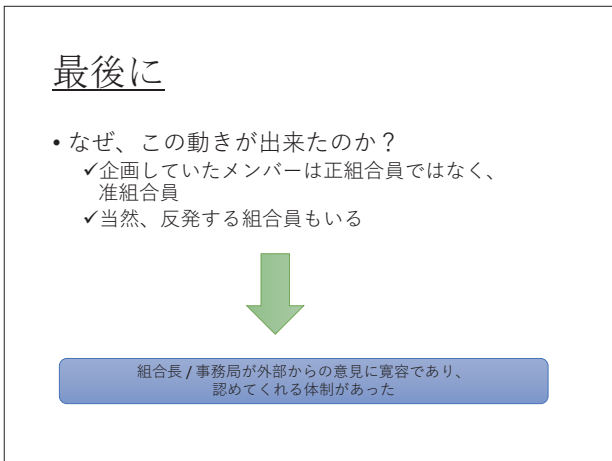 最後に
• なぜ、この動きが出来たのか？
✓企画していたメンバーは正組合員ではなく、
准組合員
✓当然、反発する組合員もいる
組合長 / 事務局が外部からの意見に寛容であり、
認めてくれる体制があった